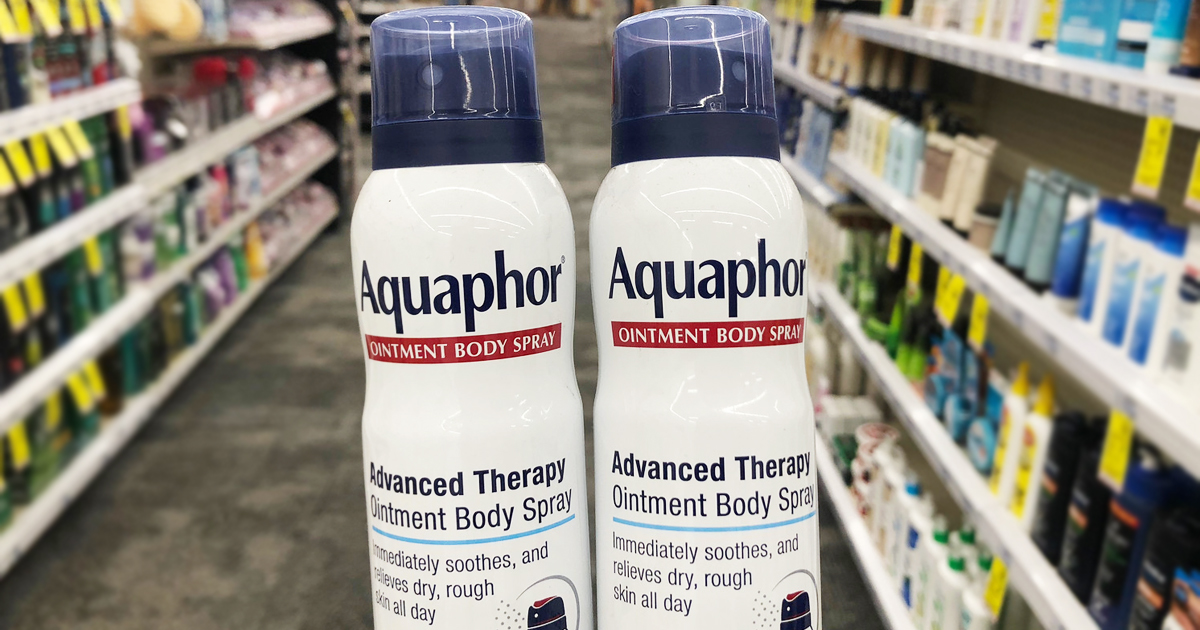 Aquaphor®
OINTMENT BODY SPRAY
Advanced Therapy
Ointment Body Spray
Immediately soothes, and
relieves dry, rough
skin all day
Aquaphor
OINTMENT BODY SPRAY
Advanced Therapy
Ointment Body Spray
Immediately soothes, and
relieves dry, rough
skin all day